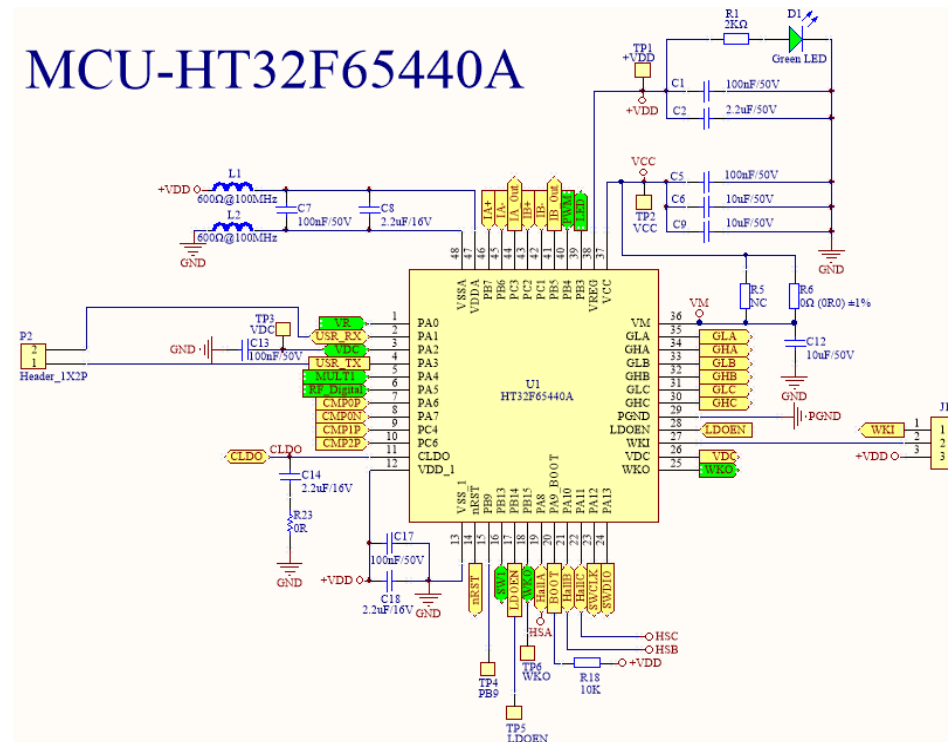 MCU-HT32F65440A
R1
2KΩ
D1
Green LED
TP1
+VDD
+VDD
C1
100nF/50V
C2
2.2uF/50V
VCC
TP2
VCC
C5
100nF/50V
C6
10uF/50V
C9
10uF/50V
GND
+VDD
L1
600Ω@100MHz
L2
600Ω@100MHz
GND
C7
100nF/50V
C8
2.2uF/16V
IA+
IA-
IA_Out
IB+
IB-
IB_Out
PWM
LED
48
47
46
45
44
43
42
41
40
39
38
37
VSSA
VDDA
PB7
PB6
PC3
PC2
PC1
PB5
PB4
PB3
VREG
VCC
R5
NC
R6
0Ω (0R0) ±1%
VM
C12
10uF/50V
GND
P2
2
1
Header_1X2P
TP3
VDC
GND
C13
100nF/50V
VR
1
PA0
USR_RX
2
PA1
VDC
3
PA2
USR_TX
4
PA3
MULT1
5
PA4
RF_Digital
6
PA5
CMP0P
7
PA6
CMP0N
8
PA7
CMP1P
9
PC4
CMP2P
10
PC6
CLDO
CLDO
11
CLDO
12
VDD_1
U1
HT32F65440A
VM
36
GLA
35
GLA
GHA
34
GHA
GLB
33
GLB
GHB
32
GHB
GLC
31
GLC
GHC
30
GHC
PGND
29
PGND
LDOEN
28
LDOEN
WKI
27
VDC
26
VDC
WKO
25
WKO
WKI
+VDD
J1
1
2
3
1
2
3
C14
2.2uF/16V
R23
0R
GND
C17
100nF/50V
+VDD
C18
2.2uF/16V
GND
VSS_1
nRST
PB9
PB13
PB14
PB15
PA8
PA9_BOOT
PA10
PA11
PA12
PA13
13
14
15
16
17
18
19
20
21
22
23
24
nRST
SW1
LDOEN
WKO
HallA
BOOT
HallB
HallC
SWCLK
SWDIO
HSA
HSC
HSB
+VDD
R18
10K
TP4
PB9
TP6
WKO
TP5
LDOEN